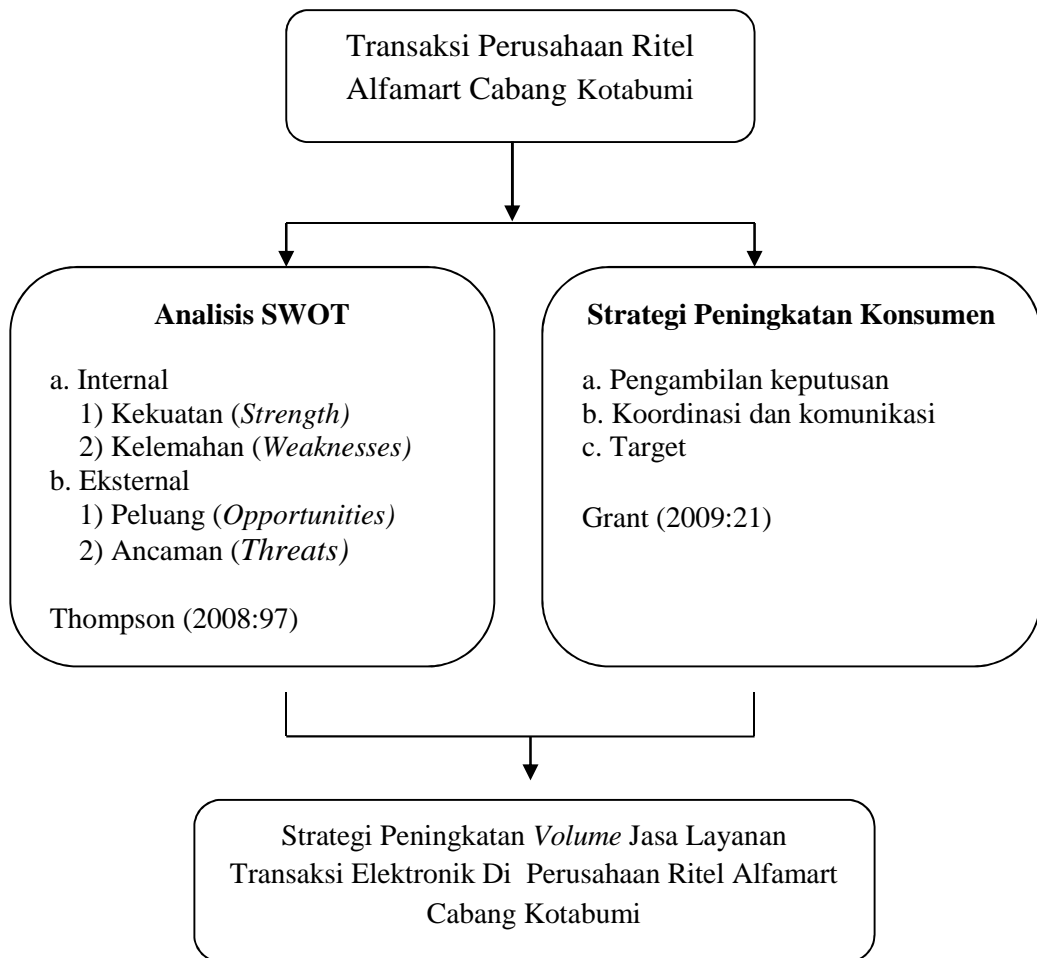 Transaksi Perusahaan Ritel
Alfamart Cabang Kotabumi
Analisis SWOT
a. Internal
1) Kekuatan (Strength)
2) Kelemahan (Weaknesses)
b. Eksternal
1) Peluang (Opportunities)
2) Ancaman (Threats)
Thompson (2008:97)
Strategi Peningkatan Konsumen
a. Pengambilan keputusan
b. Koordinasi dan komunikasi
c. Target
Grant (2009:21)
Strategi Peningkatan Volume Jasa Layanan
Transaksi Elektronik Di Perusahaan Ritel Alfamart
Cabang Kotabumi